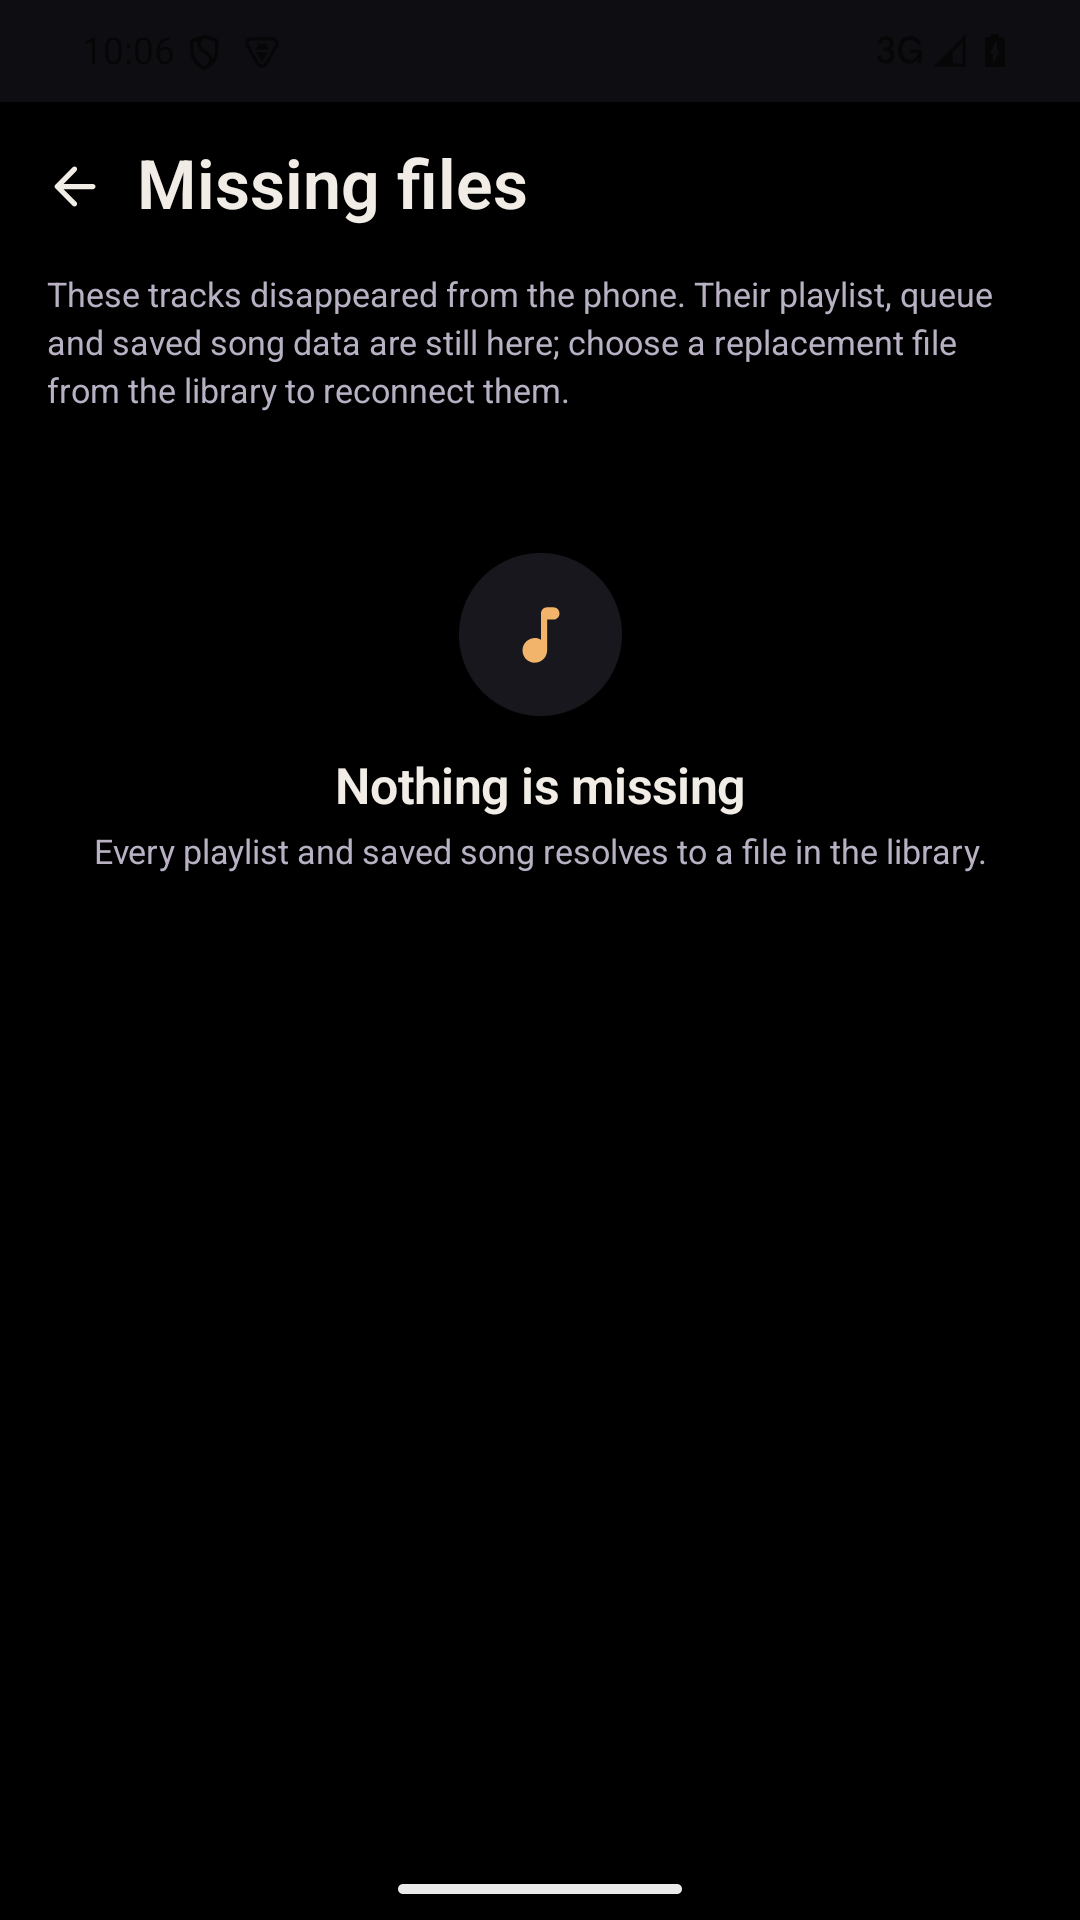 10:06
3G
Missing files
These tracks disappeared from the phone. Their playlist, queue
and saved song data are still here; choose a replacement file
from the library to reconnect them.
Nothing is missing
Every playlist and saved song resolves to a file in the library.